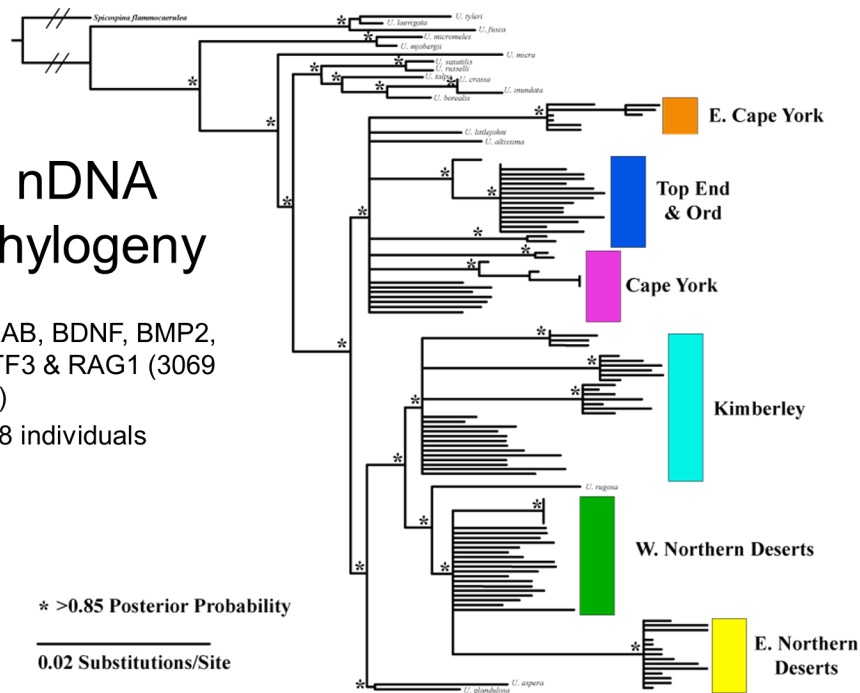 Spicospina flammocaerulea
U. tyleri
U. laevigata
U. fusca
U. micromeles
U. mjobergii
U. micra
U. saxatilis
U. russelli
U. talpa
U. crassa
U. inundata
U. borealis
E. Cape York
U. littlejohni
U. altissima
nDNA
hylogeny
Top End
& Ord
Cape York
AB, BDNF, BMP2,
TF3 & RAG1 (3069
)
8 individuals
Kimberley
U. rugosa
W. Northern Deserts
* >0.85 Posterior Probability
0.02 Substitutions/Site
E. Northern
Deserts
U. aspera
U. glandulosa